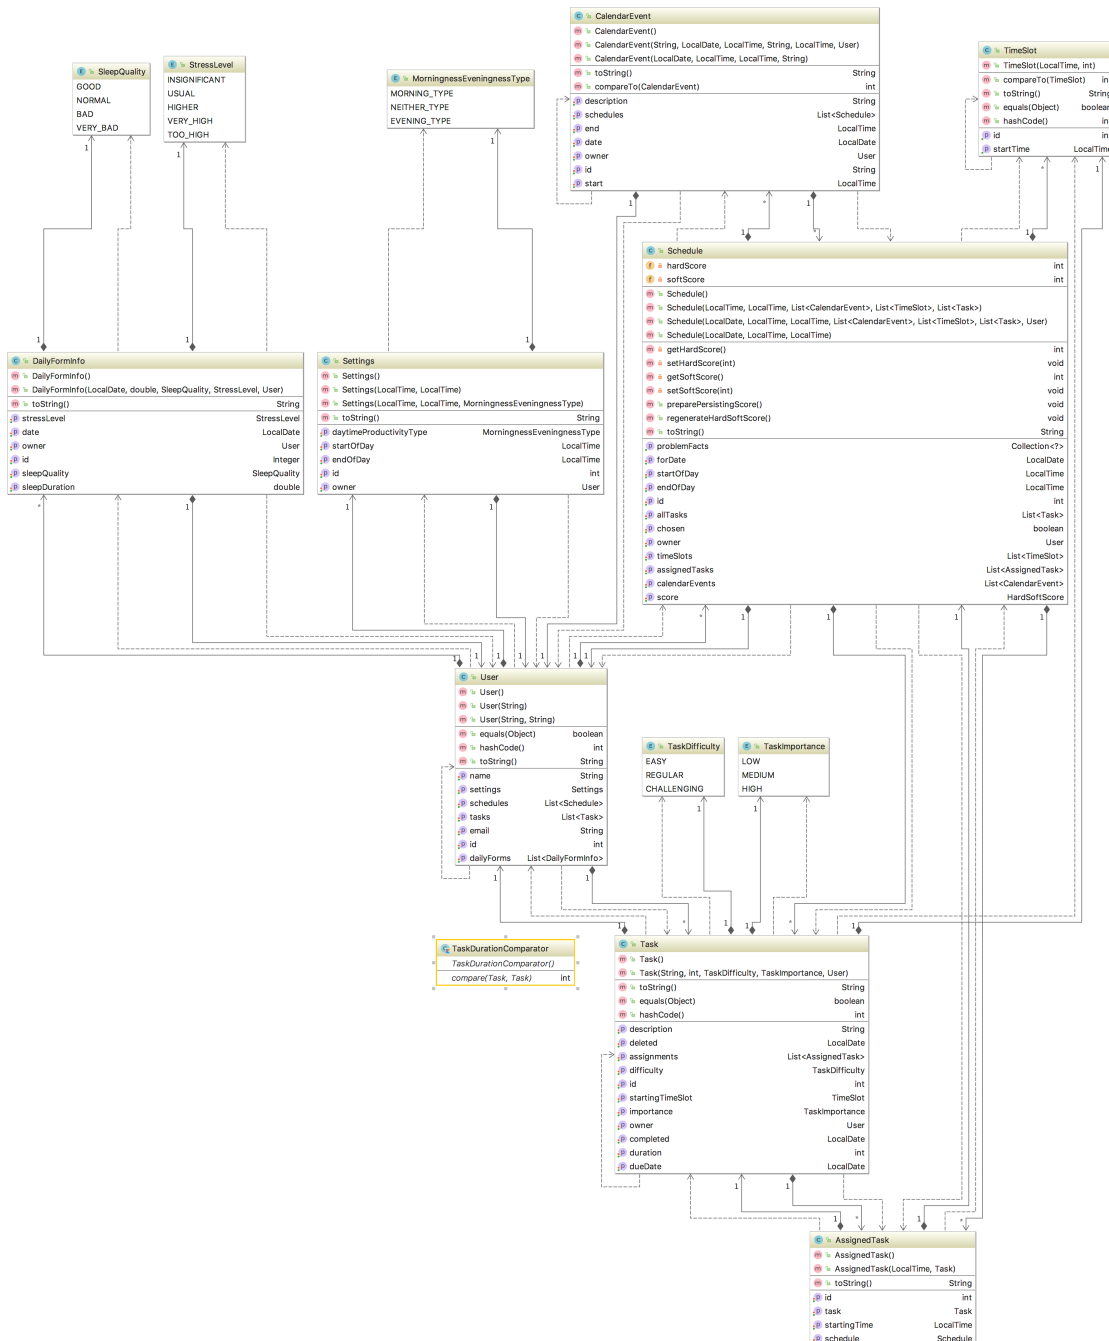 CalendarEvent
CalendarEvent()
CalendarEvent(String, LocalDate, LocalTime, String, LocalTime, User)
CalendarEvent(LocalDate, LocalTime, LocalTime, String)
toString() String
compareTo(CalendarEvent) int
description String
schedules List<Schedule>
end LocalTime
date LocalDate
owner User
id String
start LocalTime
TimeSlot
TimeSlot(LocalTime, int)
compareTo(TimeSlot) in
toString() String
equals(Object) boolean
hashCode() in
id in
startTime LocalTime
SleepQuality
GOOD
NORMAL
BAD
VERY_BAD
StressLevel
INSIGNIFICANT
USUAL
HIGHER
VERY_HIGH
TOO_HIGH
MorningnessEveningnessType
MORNING_TYPE
NEITHER_TYPE
EVENING_TYPE
Schedule
hardScore int
softScore int
Schedule()
Schedule(LocalTime, LocalTime, List<CalendarEvent>, List<TimeSlot>, List<Task>)
Schedule(LocalDate, LocalTime, LocalTime, List<CalendarEvent>, List<TimeSlot>, List<Task>, User)
Schedule(LocalDate, LocalTime, LocalTime)
getHardScore() int
setHardScore(int) void
getSoftScore() int
setSoftScore(int) void
preparePersistingScore() void
regenerateHardSoftScore() void
toString() String
problemFacts Collection<?>
forDate LocalDate
startOfDay LocalTime
endOfDay LocalTime
id int
allTasks List<Task>
chosen boolean
owner User
timeSlots List<TimeSlot>
assignedTasks List<AssignedTask>
calendarEvents List<CalendarEvent>
score HardSoftScore
DailyFormInfo
DailyFormInfo()
DailyFormInfo(LocalDate, double, SleepQuality, StressLevel, User)
toString() String
stressLevel StressLevel
date LocalDate
owner User
id Integer
sleepQuality SleepQuality
sleepDuration double
Settings
Settings()
Settings(LocalTime, LocalTime)
Settings(LocalTime, LocalTime, MorningnessEveningnessType)
toString() String
daytimeProductivityType MorningnessEveningnessType
startOfDay LocalTime
endOfDay LocalTime
id int
owner User
User
User()
User(String)
User(String, String)
equals(Object) boolean
hashCode() int
toString() String
name String
settings Settings
schedules List<Schedule>
tasks List<Task>
email String
id int
dailyForms List<DailyFormInfo>
TaskDifficulty
EASY
REGULAR
CHALLENGING
TaskImportance
LOW
MEDIUM
HIGH
TaskDurationComparator
TaskDurationComparator()
compare(Task, Task) int
Task
Task()
Task(String, int, TaskDifficulty, TaskImportance, User)
toString() String
equals(Object) boolean
hashCode() int
description String
deleted LocalDate
assignments List<AssignedTask>
difficulty TaskDifficulty
id int
startingTimeSlot TimeSlot
importance TaskImportance
owner User
completed LocalDate
duration int
dueDate LocalDate
AssignedTask
AssignedTask()
AssignedTask(LocalTime, Task)
toString() String
id int
task Task
startingTime LocalTime
schedule Schedule